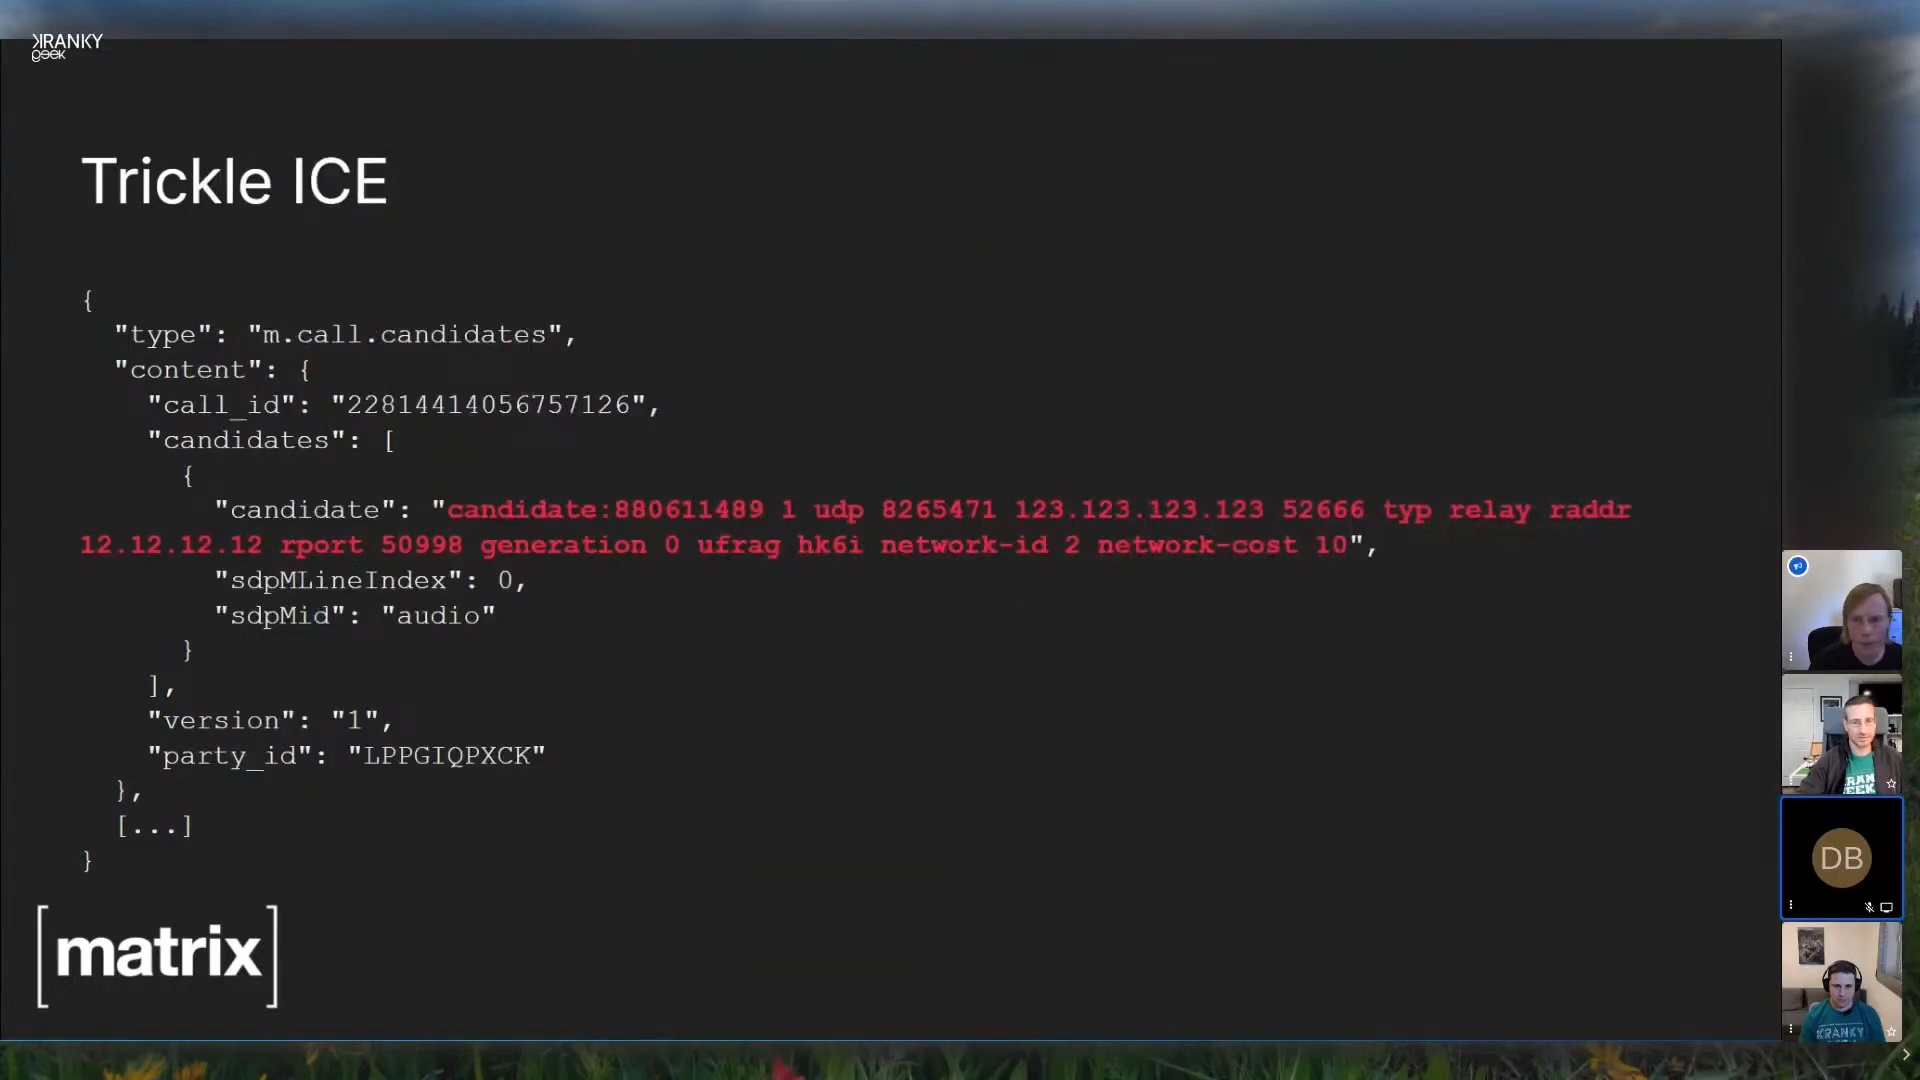 KRANKY
geek
Trickle ICE
{
"type": "m.call.candidates",
"content": {
"call_id": "22814414056757126",
"candidates": [
{
"candidate": "candidate:880611489 1 udp 8265471 123.123.123.123 52666 typ relay raddr
12.12.12.12 rport 50998 generation 0 ufrag hk6i network-id 2 network-cost 10",
"sdpMLineIndex": 0,
"sdpMid": "audio"
}
],
"version": "1",
"party_id": "LPPGIQPXCK"
},
[...]
}
[matrix]
DB
KRANKY